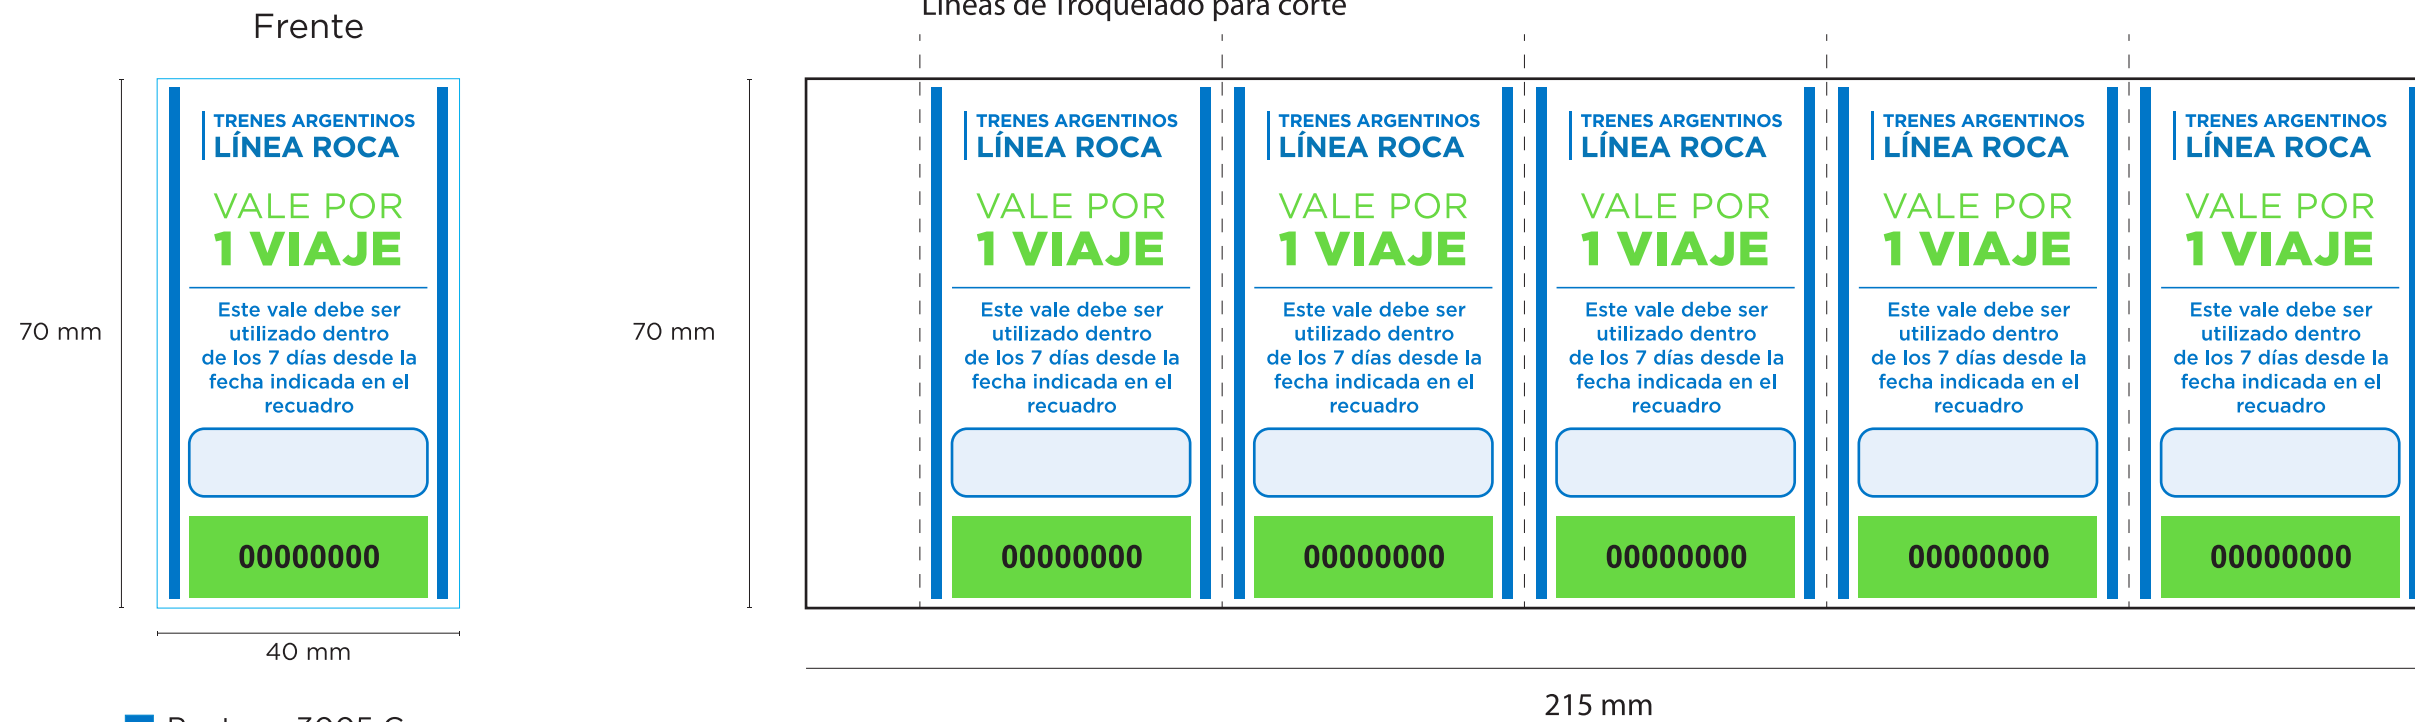 Frente
70 mm
TRENES ARGENTINOS
LÍNEA ROCA
VALE POR
1 VIAJE
Este vale debe ser
utilizado dentro
de los 7 días desde la
fecha indicada en el
recuadro
00000000
40 mm
Líneas de Troquelado para corte
70 mm
TRENES ARGENTINOS
LÍNEA ROCA
VALE POR
1 VIAJE
Este vale debe ser
utilizado dentro
de los 7 días desde la
fecha indicada en el
recuadro
00000000
TRENES ARGENTINOS
LÍNEA ROCA
VALE POR
1 VIAJE
Este vale debe ser
utilizado dentro
de los 7 días desde la
fecha indicada en el
recuadro
00000000
TRENES ARGENTINOS
LÍNEA ROCA
VALE POR
1 VIAJE
Este vale debe ser
utilizado dentro
de los 7 días desde la
fecha indicada en el
recuadro
00000000
TRENES ARGENTINOS
LÍNEA ROCA
VALE POR
1 VIAJE
Este vale debe ser
utilizado dentro
de los 7 días desde la
fecha indicada en el
recuadro
00000000
TRENES ARGENTINOS
LÍNEA ROCA
VALE POR
1 VIAJE
Este vale debe ser
utilizado dentro
de los 7 días desde la
fecha indicada en el
recuadro
00000000
215 mm